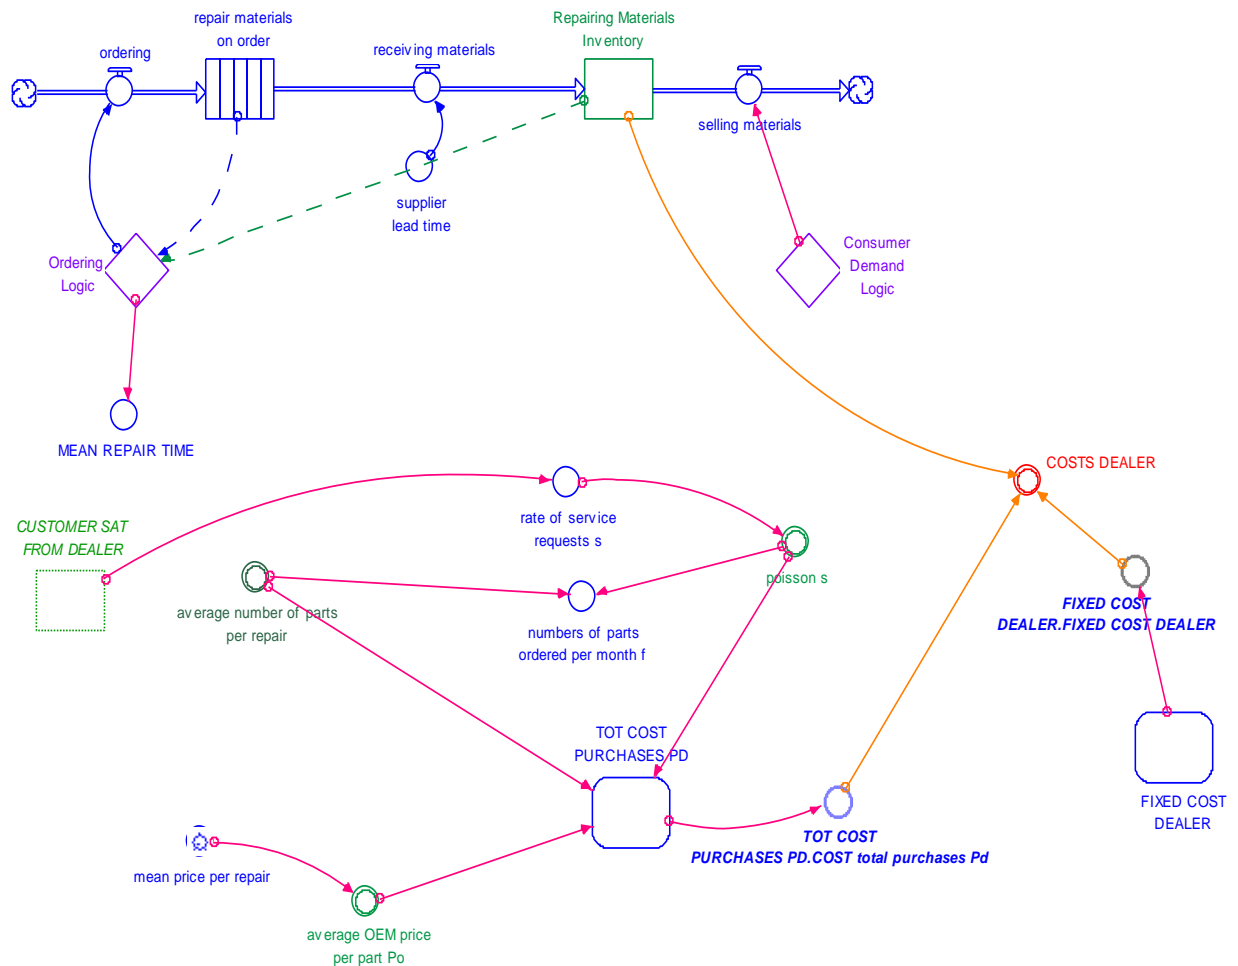 repair materials
on order
Repairing Materials
Inventory
ordering
receiving materials
selling materials
supplier
lead time
Ordering
Logic
Consumer
Demand
Logic
MEAN REPAIR TIME
COSTS DEALER
CUSTOMER SAT
FROM DEALER
rate of service
requests s
poisson s
average number of parts
per repair
numbers of parts
ordered per month f
FIXED COST
DEALER.FIXED COST DEALER
TOT COST
PURCHASES PD
FIXED COST
DEALER
TOT COST
PURCHASES PD.COST total purchases Pd
mean price per repair
average OEM price
per part Po